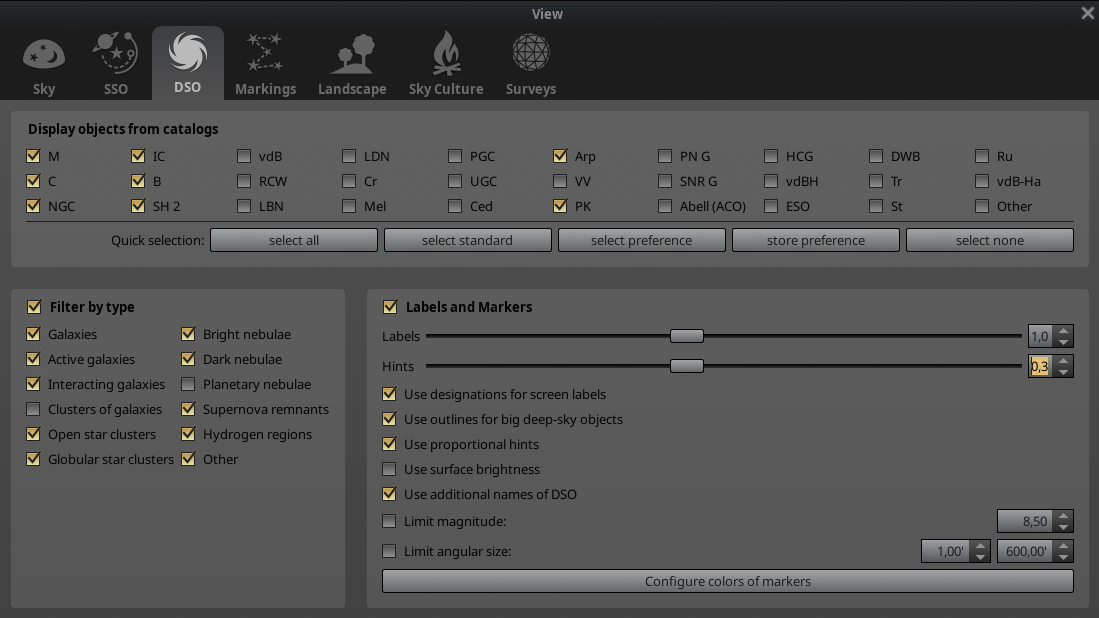 View
Sky SSO DSO Markings Landscape Sky Culture Surveys
Display objects from catalogs
M IC vdB LDN PGC Arp PN G HCG DWB Ru
C B RCW Cr UGC VV SNR G vdBH Tr vdB-Ha
NGC SH 2 LBN Mel Ced PK Abell (ACO) ESO St Other
Quick selection: select all select standard select preference store preference select none
Filter by type
Galaxies Bright nebulae
Active galaxies Dark nebulae
Interacting galaxies Planetary nebulae
Clusters of galaxies Supernova remnants
Open star clusters Hydrogen regions
Globular star clusters Other
Labels and Markers
Labels 1,0
Hints 0,3
Use designations for screen labels
Use outlines for big deep-sky objects
Use proportional hints
Use surface brightness
Use additional names of DSO
Limit magnitude: 8,50
Limit angular size: 1,00' 600,00'
Configure colors of markers